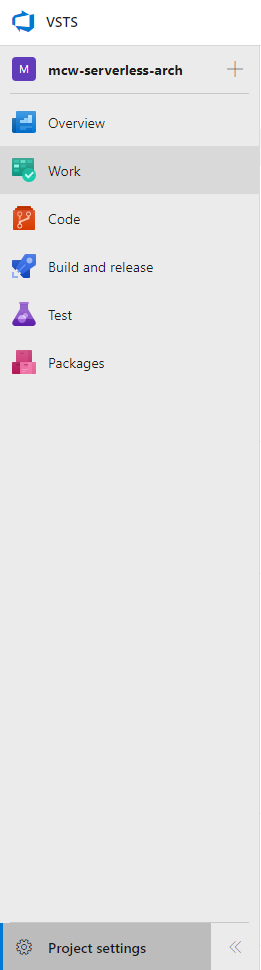 VSTS
M mcw-serverless-arch
Overview
Work
Code
Build and release
Test
Packages
Project settings